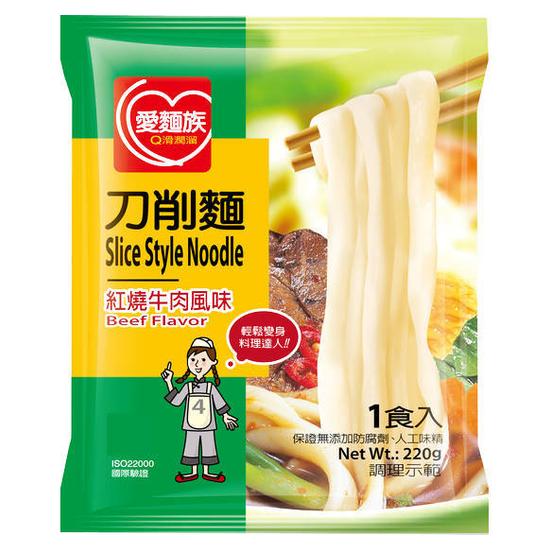 愛麵族
Q滑潤溜
刀削麵
Slice Style Noodle
紅燒牛肉風味
Beef Flavor
輕鬆變身
料理達人!!
4
1食入
保證無添加防腐劑、人工味精
Net Wt.: 220g
調理示範
ISO22000
國際驗證